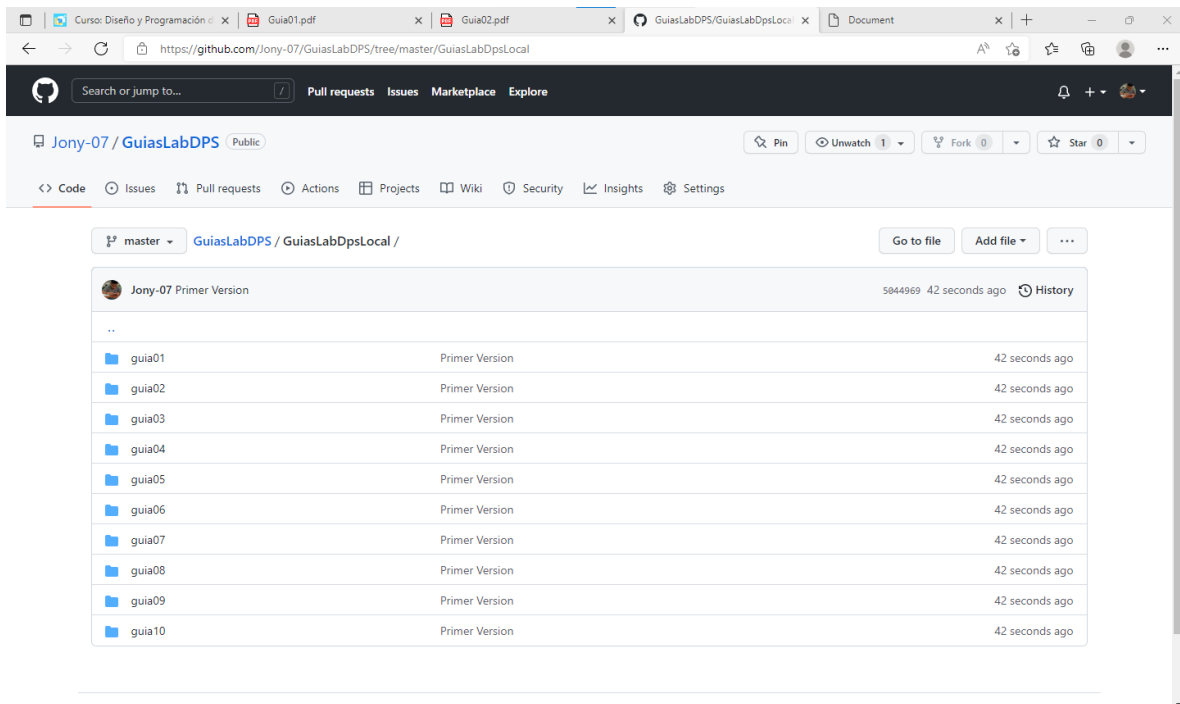 Curso: Diseño y Programación d
Guia01.pdf
Guia02.pdf
GuiasLabDPS/GuiasLabDpsLocal
Document
https://github.com/Jony-07/GuiasLabDPS/tree/master/GuiasLabDpsLocal
Search or jump to... /
Pull requests Issues Marketplace Explore
Jony-07 / GuiasLabDPS Public
Pin Unwatch 1 Fork 0 Star 0
Code Issues Pull requests Actions Projects Wiki Security Insights Settings
master GuiasLabDPS / GuiasLabDpsLocal /
Go to file Add file ...
Jony-07 Primer Version 5044969 42 seconds ago History
..
guia01 Primer Version 42 seconds ago
guia02 Primer Version 42 seconds ago
guia03 Primer Version 42 seconds ago
guia04 Primer Version 42 seconds ago
guia05 Primer Version 42 seconds ago
guia06 Primer Version 42 seconds ago
guia07 Primer Version 42 seconds ago
guia08 Primer Version 42 seconds ago
guia09 Primer Version 42 seconds ago
guia10 Primer Version 42 seconds ago